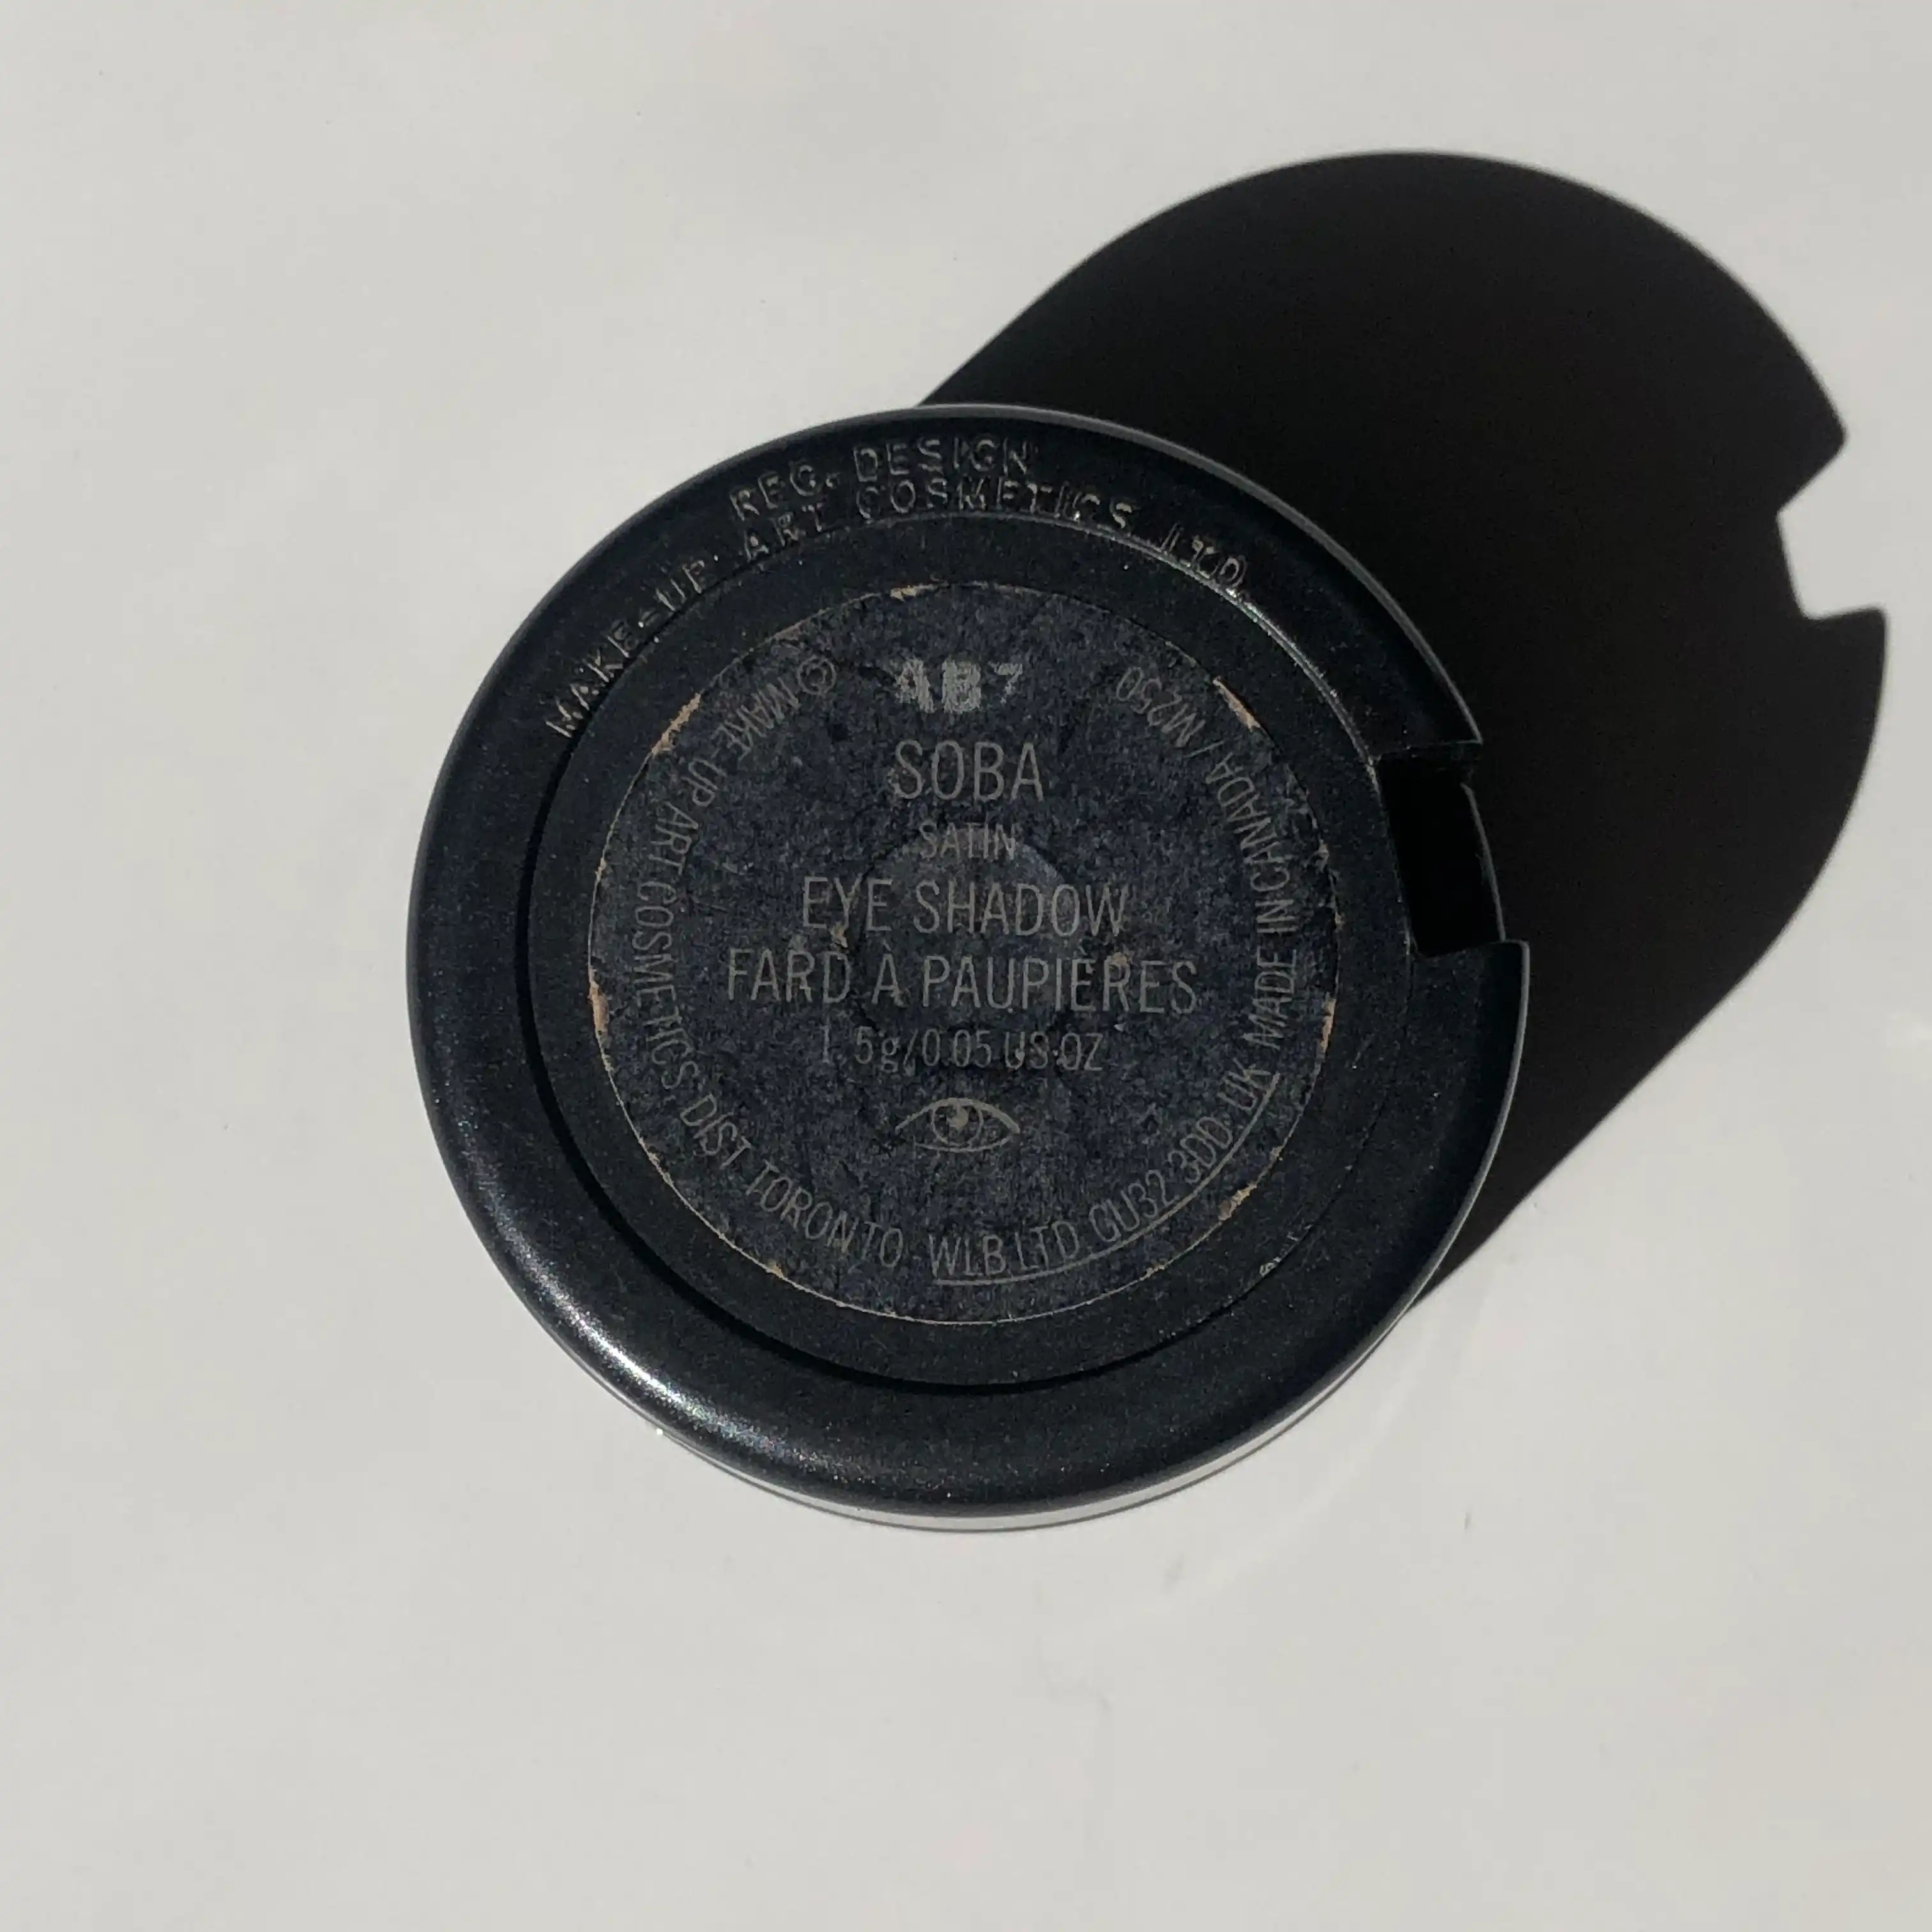 REG. DESIGN
MAKE-UP ART COSMETICS LTD.
AB7
SOBA
SATIN
EYE SHADOW
FARD À PAUPIÈRES
1.5g/0.05 US OZ
© MAKE-UP ART COSMETICS DIST TORONTO WLB LTD GU32 3DD UK MADE IN CANADA / M250